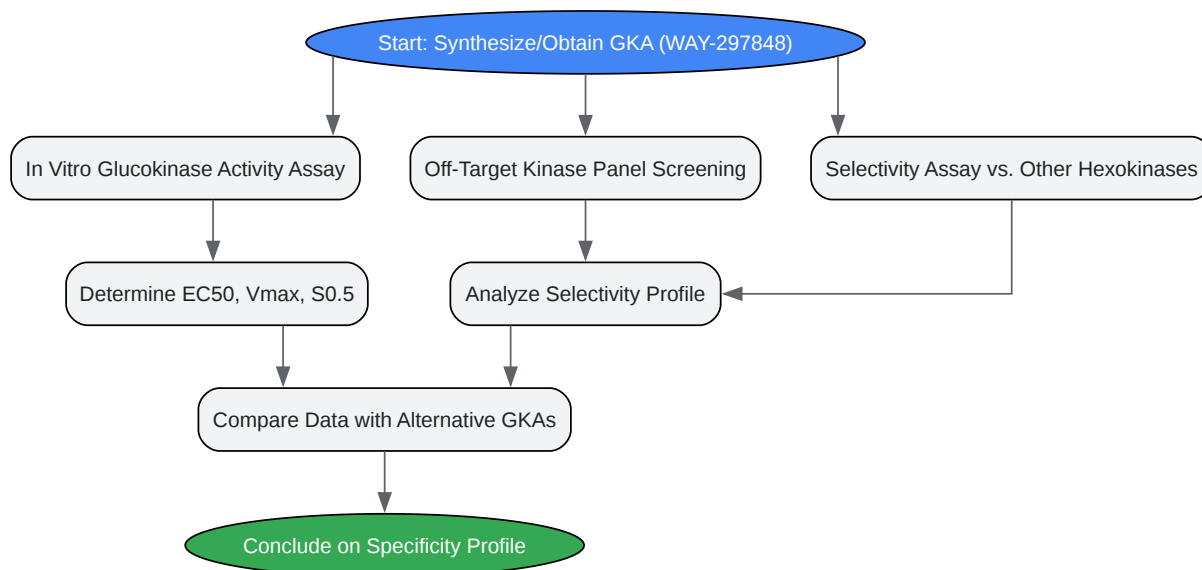 Start: Synthesize/Obtain GKA (WAY-297848)
In Vitro Glucokinase Activity Assay
Off-Target Kinase Panel Screening
Selectivity Assay vs. Other Hexokinases
Determine EC50, Vmax, S0.5
Analyze Selectivity Profile
Compare Data with Alternative GKAs
Conclude on Specificity Profile